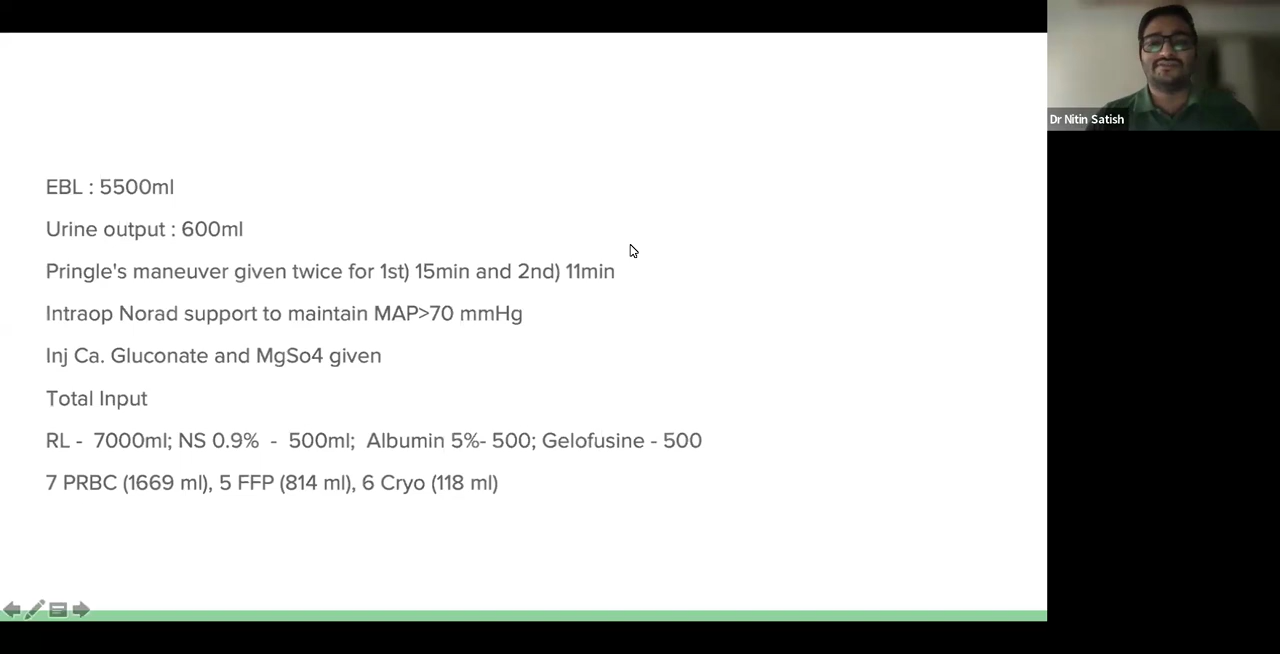 EBL : 5500ml
Urine output : 600ml
Pringle's maneuver given twice for 1st) 15min and 2nd) 11min
Intraop Norad support to maintain MAP>70 mmHg
Inj Ca. Gluconate and MgSo4 given
Total Input
RL - 7000ml; NS 0.9% - 500ml; Albumin 5%- 500; Gelofusine - 500
7 PRBC (1669 ml), 5 FFP (814 ml), 6 Cryo (118 ml)
Dr Nitin Satish